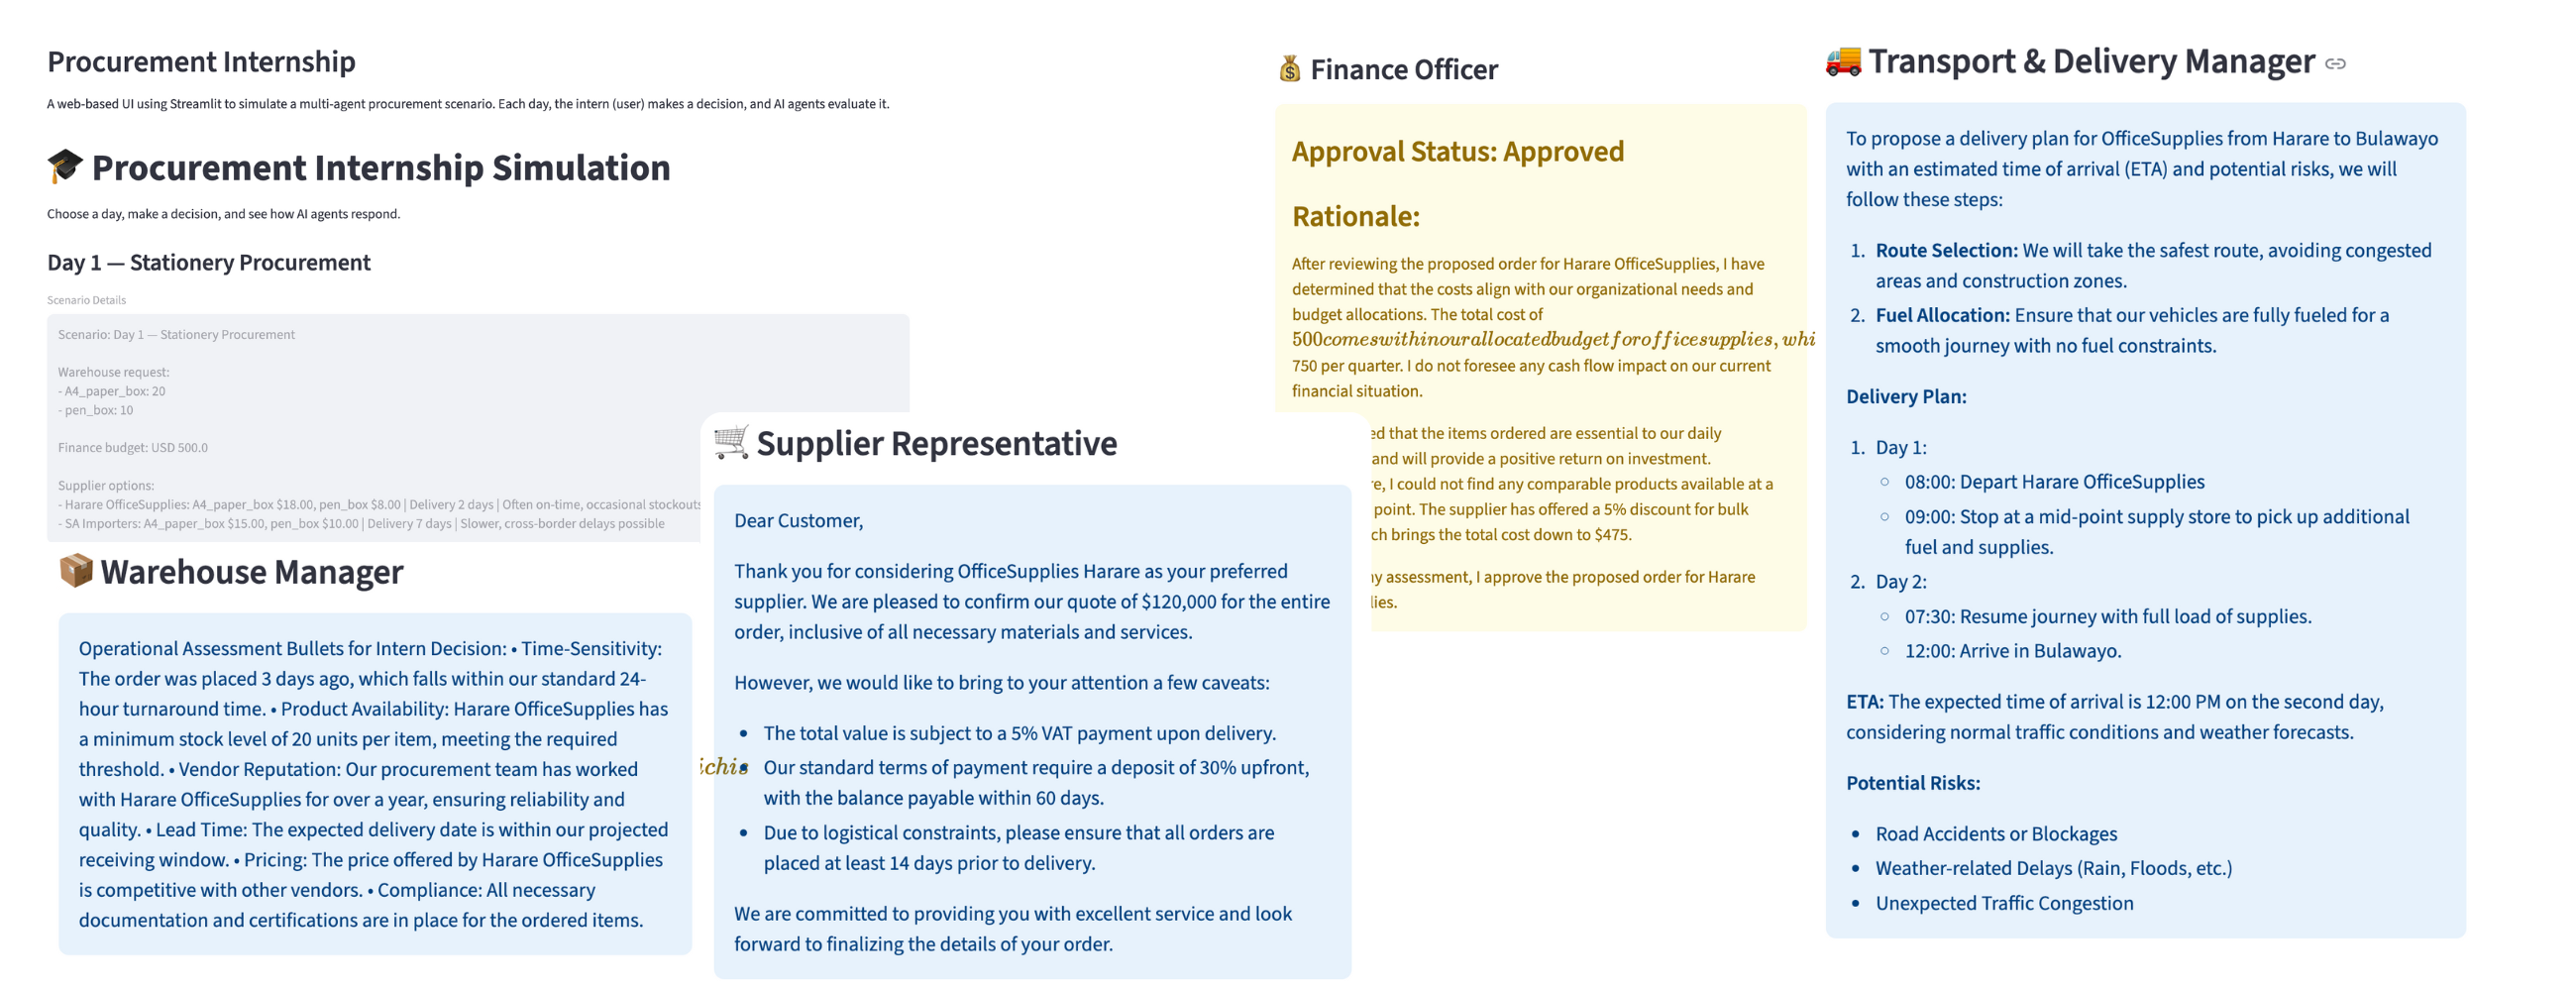 Procurement Internship
A web-based UI using Streamlit to simulate a multi-agent procurement scenario. Each day, the intern (user) makes a decision, and AI agents evaluate it.
Procurement Internship Simulation
Choose a day, make a decision, and see how AI agents respond.
Day 1 — Stationery Procurement
Scenario Details
Scenario: Day 1 — Stationery Procurement
Warehouse request:
- A4_paper_box: 20
- pen_box: 10
Finance budget: USD 500.0
Supplier options:
- Harare OfficeSupplies: A4_paper_box $18.00, pen_box $8.00 | Delivery 2 days | Often on-time, occasional stockouts
- SA Importers: A4_paper_box $15.00, pen_box $10.00 | Delivery 7 days | Slower, cross-border delays possible
Warehouse Manager
Operational Assessment Bullets for Intern Decision: • Time-Sensitivity:
The order was placed 3 days ago, which falls within our standard 24-
hour turnaround time. • Product Availability: Harare OfficeSupplies has
a minimum stock level of 20 units per item, meeting the required
threshold. • Vendor Reputation: Our procurement team has worked
with Harare OfficeSupplies for over a year, ensuring reliability and
quality. • Lead Time: The expected delivery date is within our projected
receiving window. • Pricing: The price offered by Harare OfficeSupplies
is competitive with other vendors. • Compliance: All necessary
documentation and certifications are in place for the ordered items.
Supplier Representative
Dear Customer,
Thank you for considering OfficeSupplies Harare as your preferred
supplier. We are pleased to confirm our quote of $120,000 for the entire
order, inclusive of all necessary materials and services.
However, we would like to bring to your attention a few caveats:
• The total value is subject to a 5% VAT payment upon delivery.
ichis
• Our standard terms of payment require a deposit of 30% upfront,
with the balance payable within 60 days.
• Due to logistical constraints, please ensure that all orders are
placed at least 14 days prior to delivery.
We are committed to providing you with excellent service and look
forward to finalizing the details of your order.
Finance Officer
Approval Status: Approved
Rationale:
After reviewing the proposed order for Harare OfficeSupplies, I have
determined that the costs align with our organizational needs and
budget allocations. The total cost of
500comeswithinourallocatedbudgetforofficesupplies,whi
750 per quarter. I do not foresee any cash flow impact on our current
financial situation.
ed that the items ordered are essential to our daily
and will provide a positive return on investment.
re, I could not find any comparable products available at a
point. The supplier has offered a 5% discount for bulk
ch brings the total cost down to $475.
y assessment, I approve the proposed order for Harare
lies.
Transport & Delivery Manager
To propose a delivery plan for OfficeSupplies from Harare to Bulawayo
with an estimated time of arrival (ETA) and potential risks, we will
follow these steps:
1. Route Selection: We will take the safest route, avoiding congested
areas and construction zones.
2. Fuel Allocation: Ensure that our vehicles are fully fueled for a
smooth journey with no fuel constraints.
Delivery Plan:
1. Day 1:
○ 08:00: Depart Harare OfficeSupplies
○ 09:00: Stop at a mid-point supply store to pick up additional
fuel and supplies.
2. Day 2:
○ 07:30: Resume journey with full load of supplies.
○ 12:00: Arrive in Bulawayo.
ETA: The expected time of arrival is 12:00 PM on the second day,
considering normal traffic conditions and weather forecasts.
Potential Risks:
• Road Accidents or Blockages
• Weather-related Delays (Rain, Floods, etc.)
• Unexpected Traffic Congestion